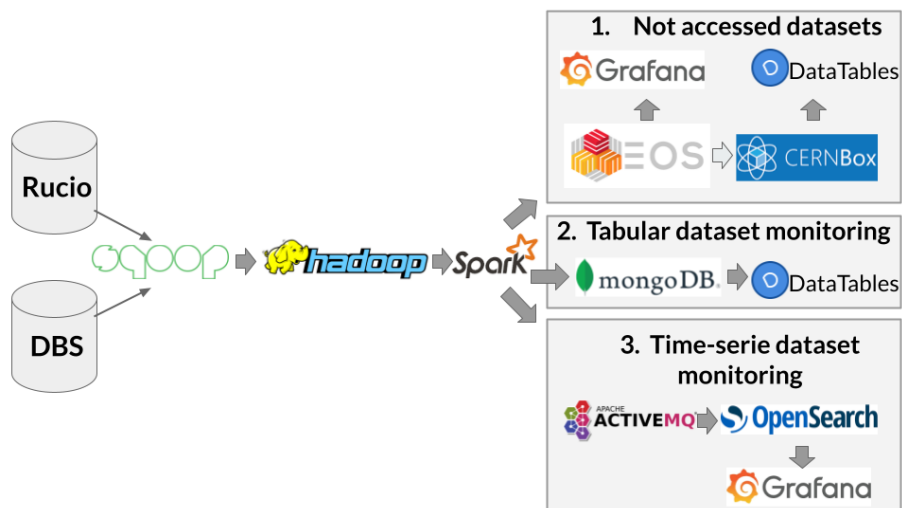 Rucio
DBS
sqoop
hadoop
Spark
1. Not accessed datasets
Grafana
DataTables
EOS
CERNBox
2. Tabular dataset monitoring
mongoDB
DataTables
3. Time-serie dataset
monitoring
APACHE
ACTIVEMQ
OpenSearch
Grafana